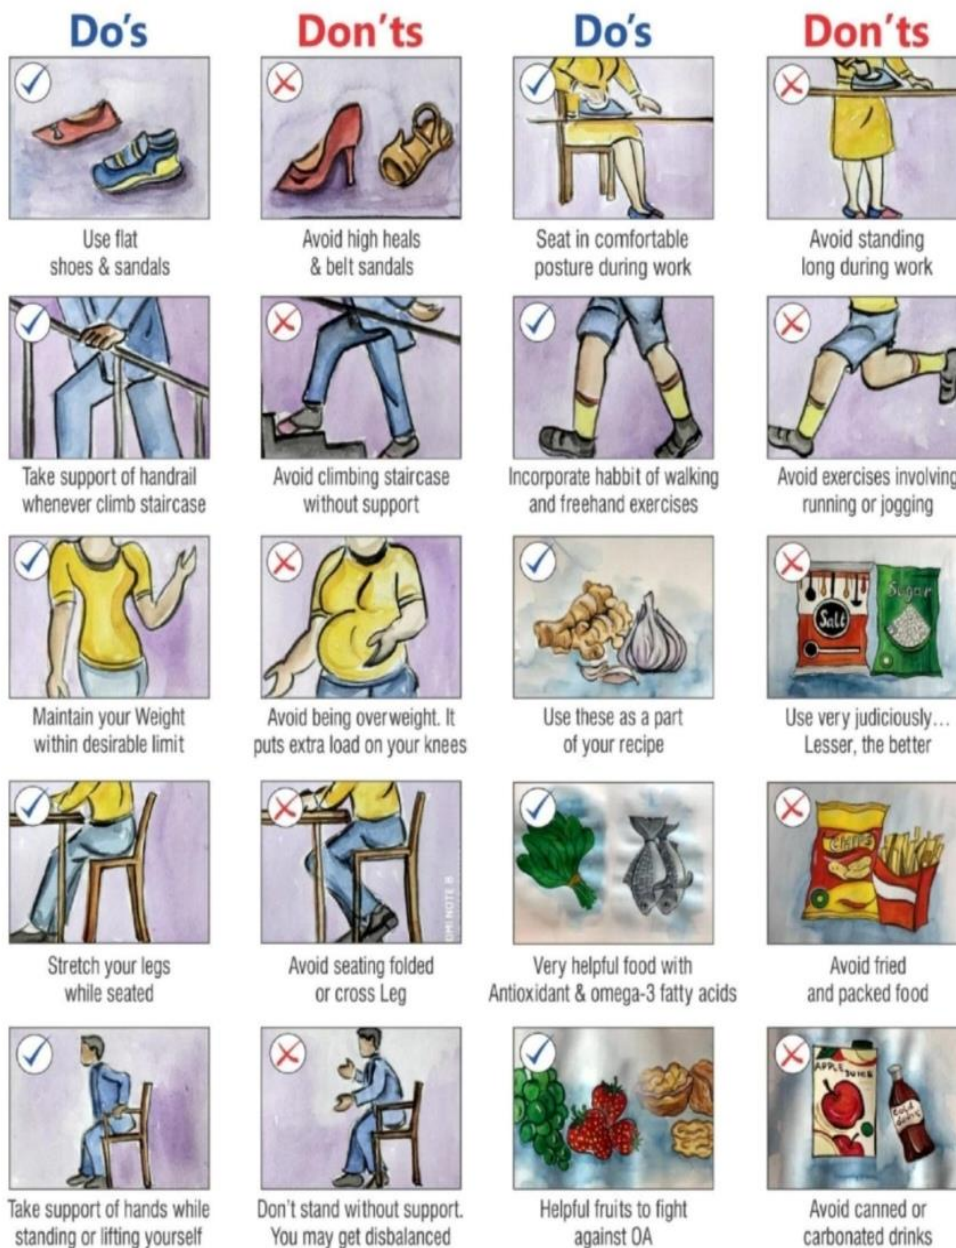 Do's
Don'ts
Do's
Don'ts
Use flat
shoes & sandals
Avoid high heals
& belt sandals
Seat in comfortable
posture during work
Avoid standing
long during work
Take support of handrail
whenever climb staircase
Avoid climbing staircase
without support
Incorporate habbit of walking
and freehand exercises
Avoid exercises involving
running or jogging
Maintain your Weight
within desirable limit
Avoid being overweight. It
puts extra load on your knees
Use these as a part
of your recipe
Salt
Sugar
Use very judiciously...
Lesser, the better
Stretch your legs
while seated
NOTE 8
Avoid seating folded
or cross Leg
Very helpful food with
Antioxidant & omega-3 fatty acids
CHIPS
Avoid fried
and packed food
Take support of hands while
standing or lifting yourself
Don't stand without support.
You may get disbalanced
Helpful fruits to fight
against OA
APPLE JUICE
Cold
drinks
Avoid canned or
carbonated drinks